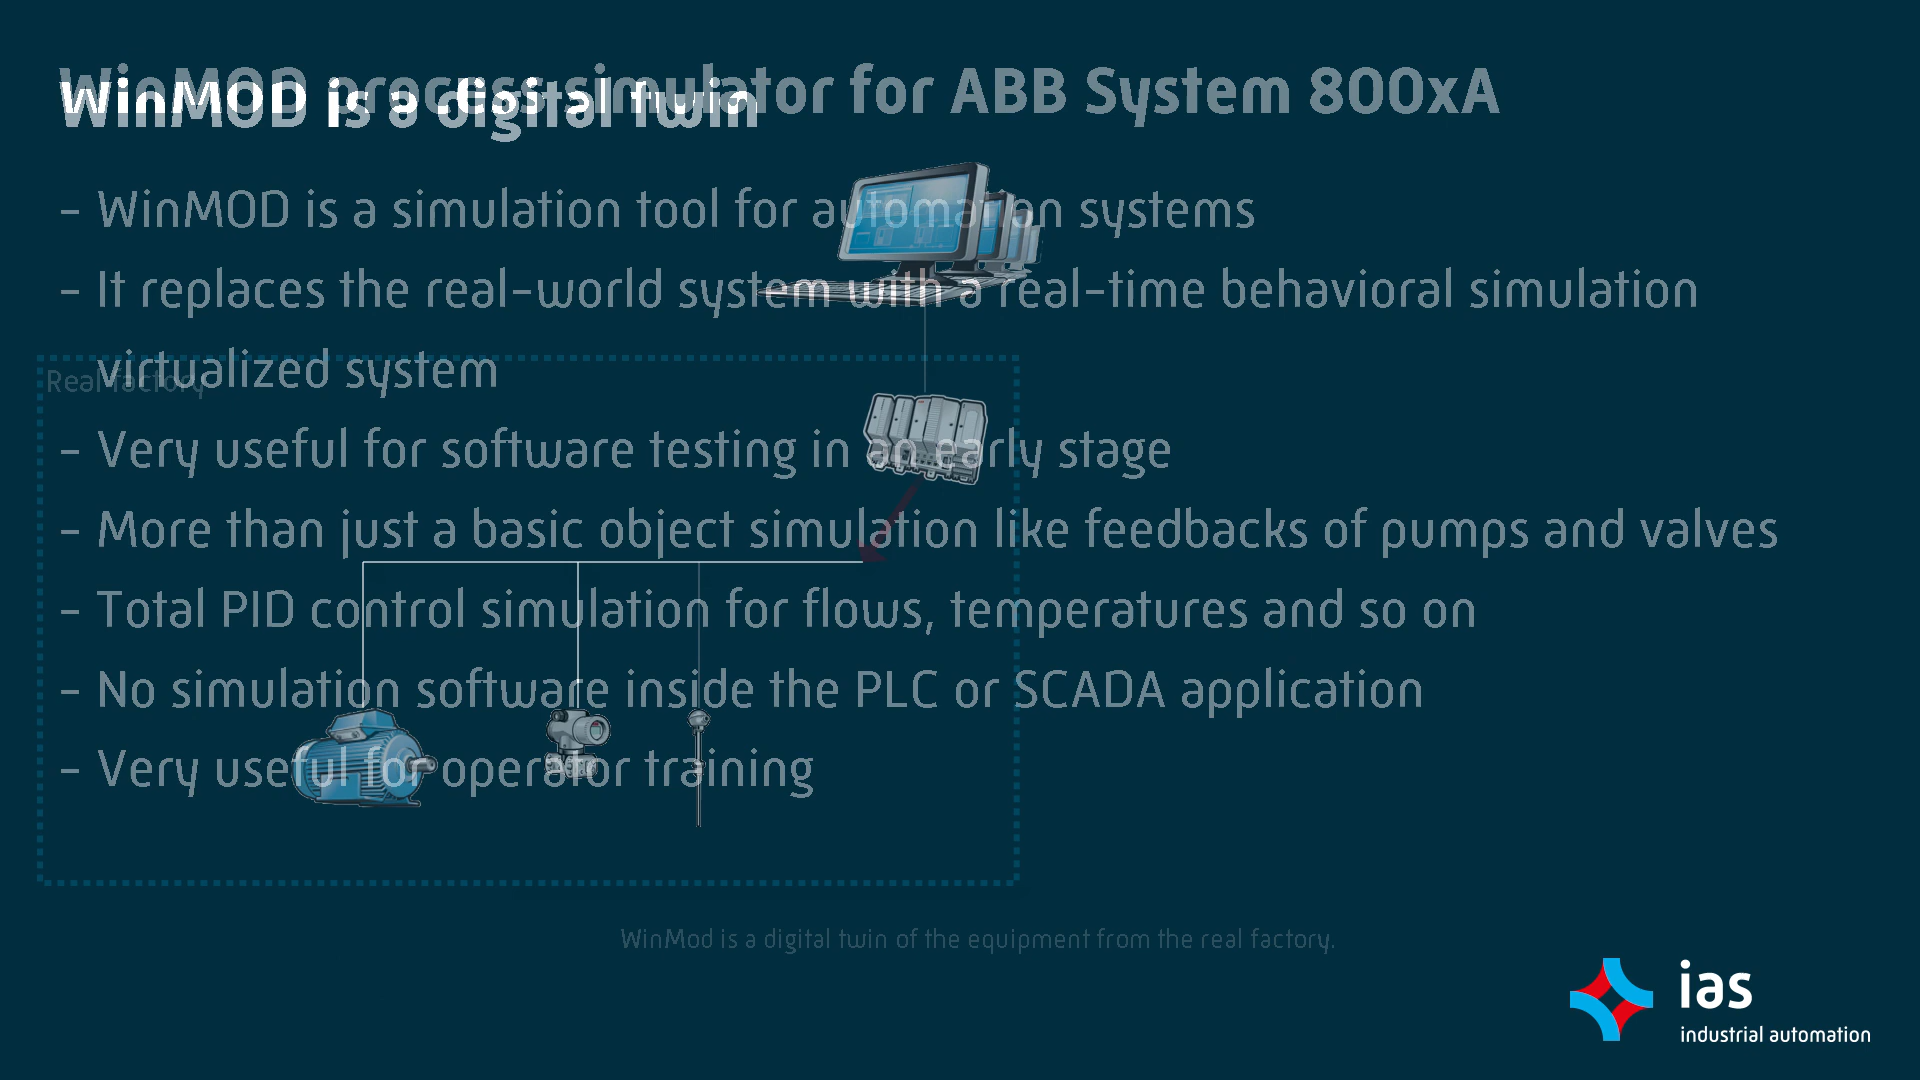 WinMOD process simulator for ABB System 800xA
WinMOD is a digital twin
- WinMOD is a simulation tool for automation systems
- It replaces the real-world system with a real-time behavioral simulation
virtualized system
Real factory
- Very useful for software testing in an early stage
- More than just a basic object simulation like feedbacks of pumps and valves
- Total PID control simulation for flows, temperatures and so on
- No simulation software inside the PLC or SCADA application
- Very useful for operator training
WinMod is a digital twin of the equipment from the real factory.
ias
industrial automation